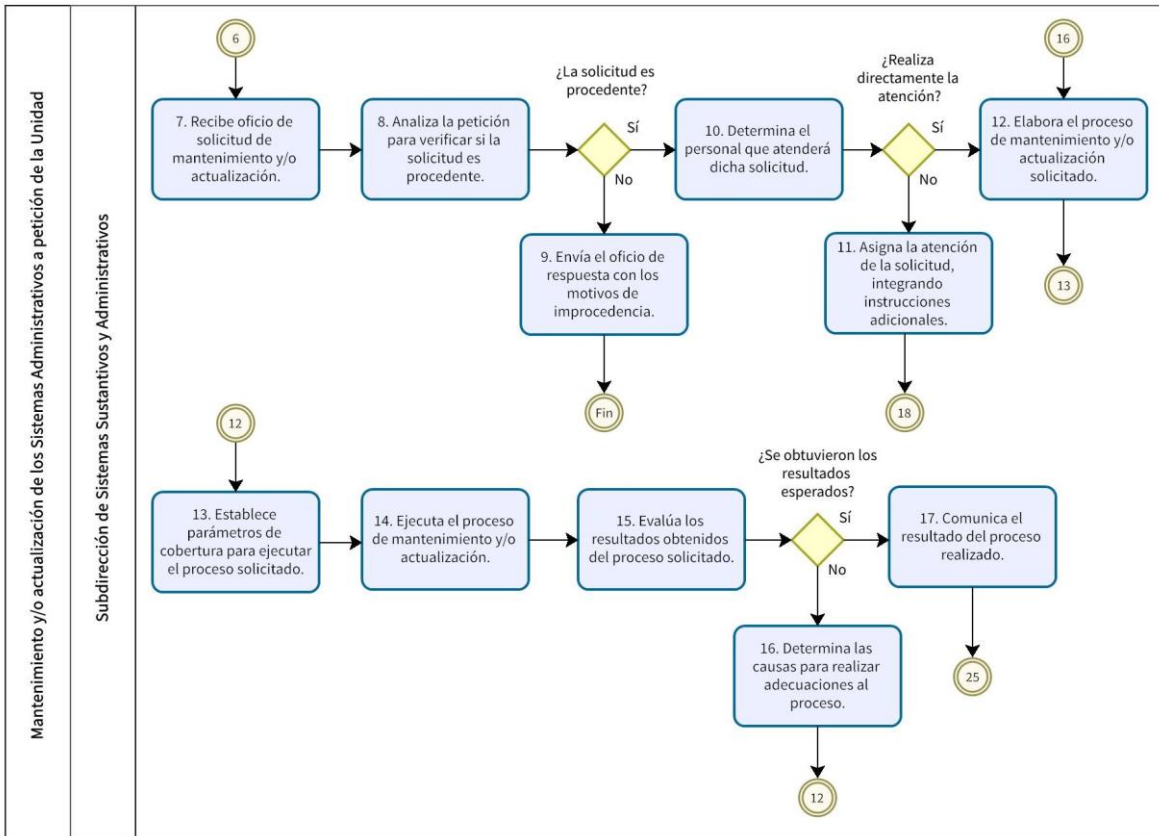 Mantenimiento y/o actualización de los Sistemas Administrativos a petición de la Unidad
Subdirección de Sistemas Sustantivos y Administrativos
6
7. Recibe oficio de
solicitud de
mantenimiento y/o
actualización.
8. Analiza la petición
para verificar si la
solicitud es
procedente.
¿La solicitud es
procedente?
Sí
No
9. Envía el oficio de
respuesta con los
motivos de
improcedencia.
Fin
10. Determina el
personal que atenderá
dicha solicitud.
¿Realiza
directamente la
atención?
Sí
No
11. Asigna la atención
de la solicitud,
integrando
instrucciones
adicionales.
18
16
12. Elabora el proceso
de mantenimiento y/o
actualización
solicitado.
13
12
13. Establece
parámetros de
cobertura para ejecutar
el proceso solicitado.
14. Ejecuta el proceso
de mantenimiento y/o
actualización.
15. Evalúa los
resultados obtenidos
del proceso solicitado.
¿Se obtuvieron los
resultados
esperados?
Sí
No
16. Determina las
causas para realizar
adecuaciones al
proceso.
12
17. Comunica el
resultado del proceso
realizado.
25